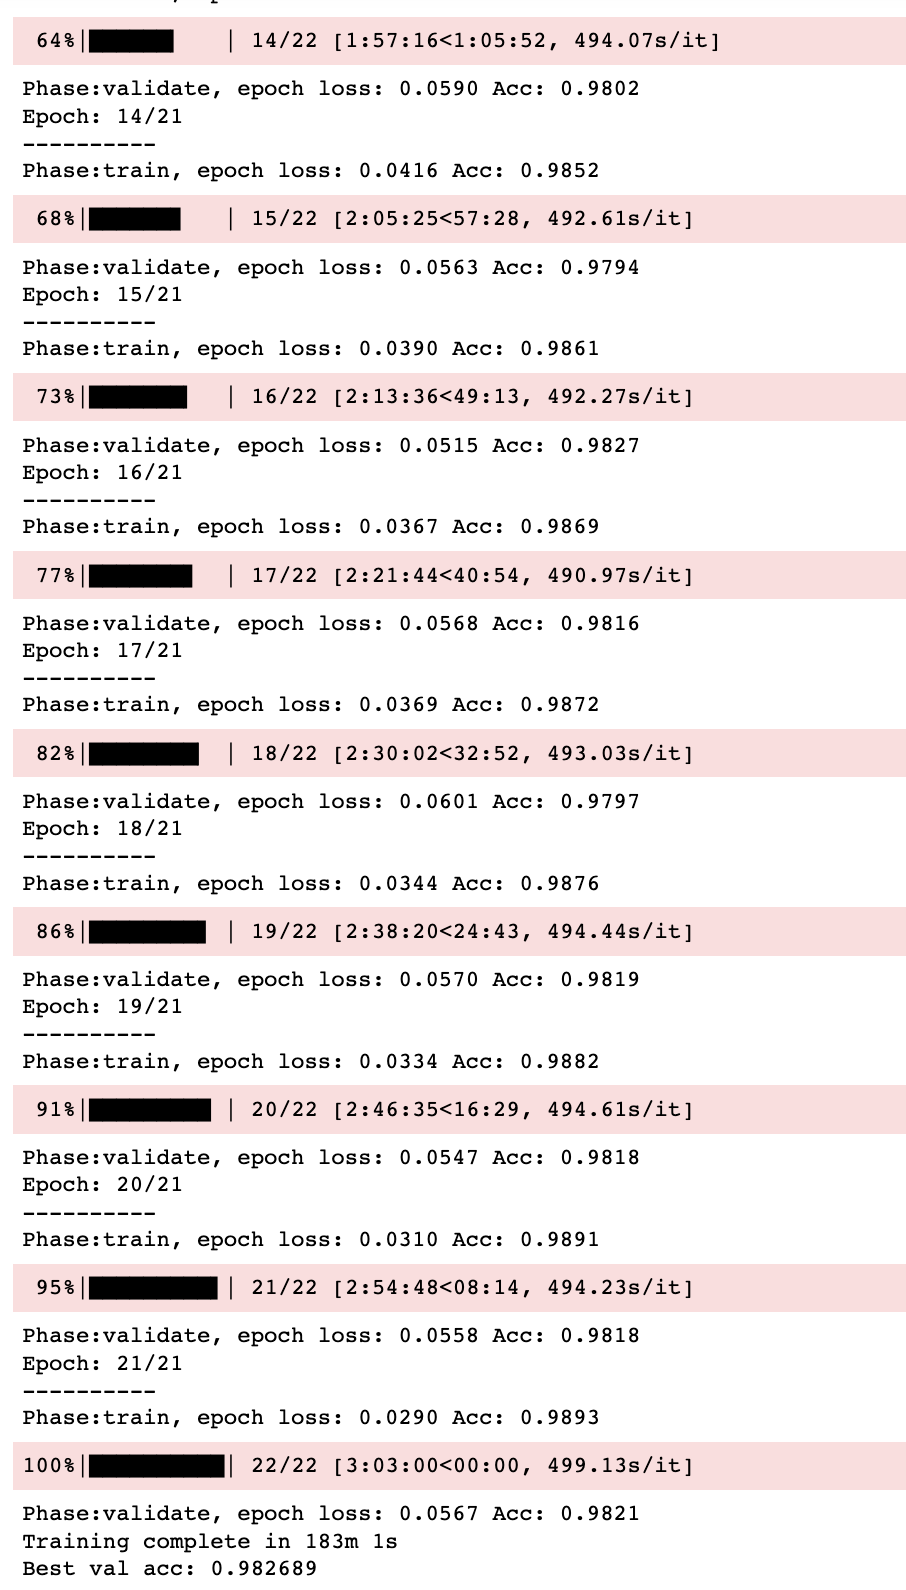 64%|███████   | 14/22 [1:57:16<1:05:52, 494.07s/it]
Phase:validate, epoch loss: 0.0590 Acc: 0.9802
Epoch: 14/21
----------
Phase:train, epoch loss: 0.0416 Acc: 0.9852
68%|███████   | 15/22 [2:05:25<57:28, 492.61s/it]
Phase:validate, epoch loss: 0.0563 Acc: 0.9794
Epoch: 15/21
----------
Phase:train, epoch loss: 0.0390 Acc: 0.9861
73%|███████   | 16/22 [2:13:36<49:13, 492.27s/it]
Phase:validate, epoch loss: 0.0515 Acc: 0.9827
Epoch: 16/21
----------
Phase:train, epoch loss: 0.0367 Acc: 0.9869
77%|████████  | 17/22 [2:21:44<40:54, 490.97s/it]
Phase:validate, epoch loss: 0.0568 Acc: 0.9816
Epoch: 17/21
----------
Phase:train, epoch loss: 0.0369 Acc: 0.9872
82%|████████  | 18/22 [2:30:02<32:52, 493.03s/it]
Phase:validate, epoch loss: 0.0601 Acc: 0.9797
Epoch: 18/21
----------
Phase:train, epoch loss: 0.0344 Acc: 0.9876
86%|█████████ | 19/22 [2:38:20<24:43, 494.44s/it]
Phase:validate, epoch loss: 0.0570 Acc: 0.9819
Epoch: 19/21
----------
Phase:train, epoch loss: 0.0334 Acc: 0.9882
91%|█████████ | 20/22 [2:46:35<16:29, 494.61s/it]
Phase:validate, epoch loss: 0.0547 Acc: 0.9818
Epoch: 20/21
----------
Phase:train, epoch loss: 0.0310 Acc: 0.9891
95%|██████████| 21/22 [2:54:48<08:14, 494.23s/it]
Phase:validate, epoch loss: 0.0558 Acc: 0.9818
Epoch: 21/21
----------
Phase:train, epoch loss: 0.0290 Acc: 0.9893
100%|██████████| 22/22 [3:03:00<00:00, 499.13s/it]
Phase:validate, epoch loss: 0.0567 Acc: 0.9821
Training complete in 183m 1s
Best val acc: 0.982689